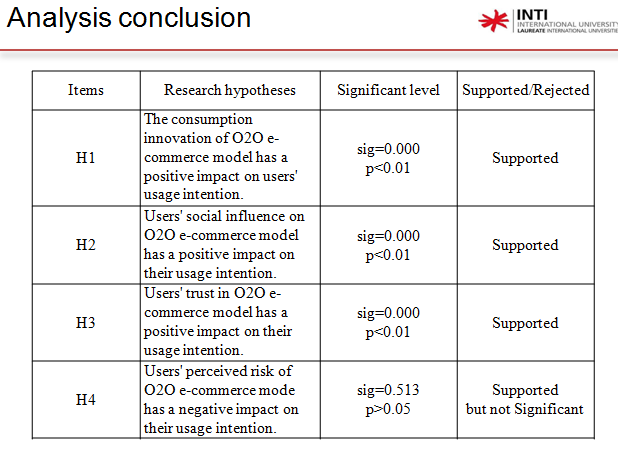 Analysis conclusion
INTI
INTERNATIONAL UNIVERSITY
LAUREATE INTERNATIONAL UNIVERSITIE
Items
Research hypotheses
Significant level
Supported/Rejected
H1
The consumption
innovation of O2O e-
commerce model has a
positive impact on users'
usage intention.
sig=0.000
p<0.01
Supported
H2
Users' social influence on
O2O e-commerce model
has a positive impact on
their usage intention.
sig=0.000
p<0.01
Supported
H3
Users' trust in O2O e-
commerce model has a
positive impact on their
usage intention.
sig=0.000
p<0.01
Supported
H4
Users' perceived risk of
O2O e-commerce mode
has a negative impact on
their usage intention.
sig=0.513
p>0.05
Supported
but not Significant